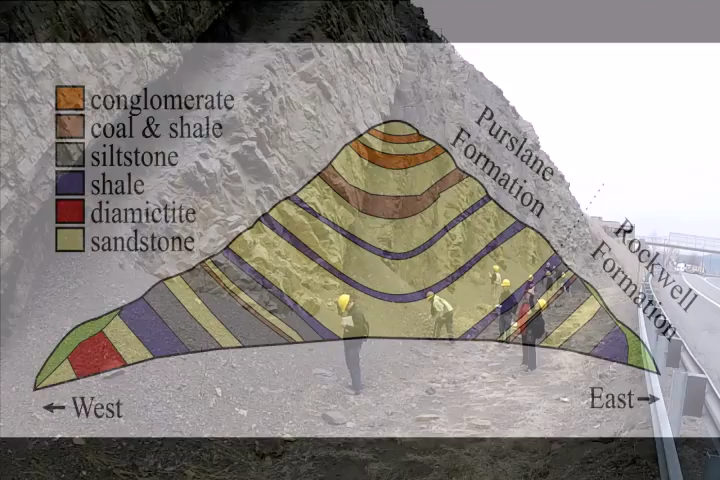 conglomerate
coal & shale
siltstone
shale
diamictite
sandstone
Purslane
Formation
Rockwell
Formation
← West
East →